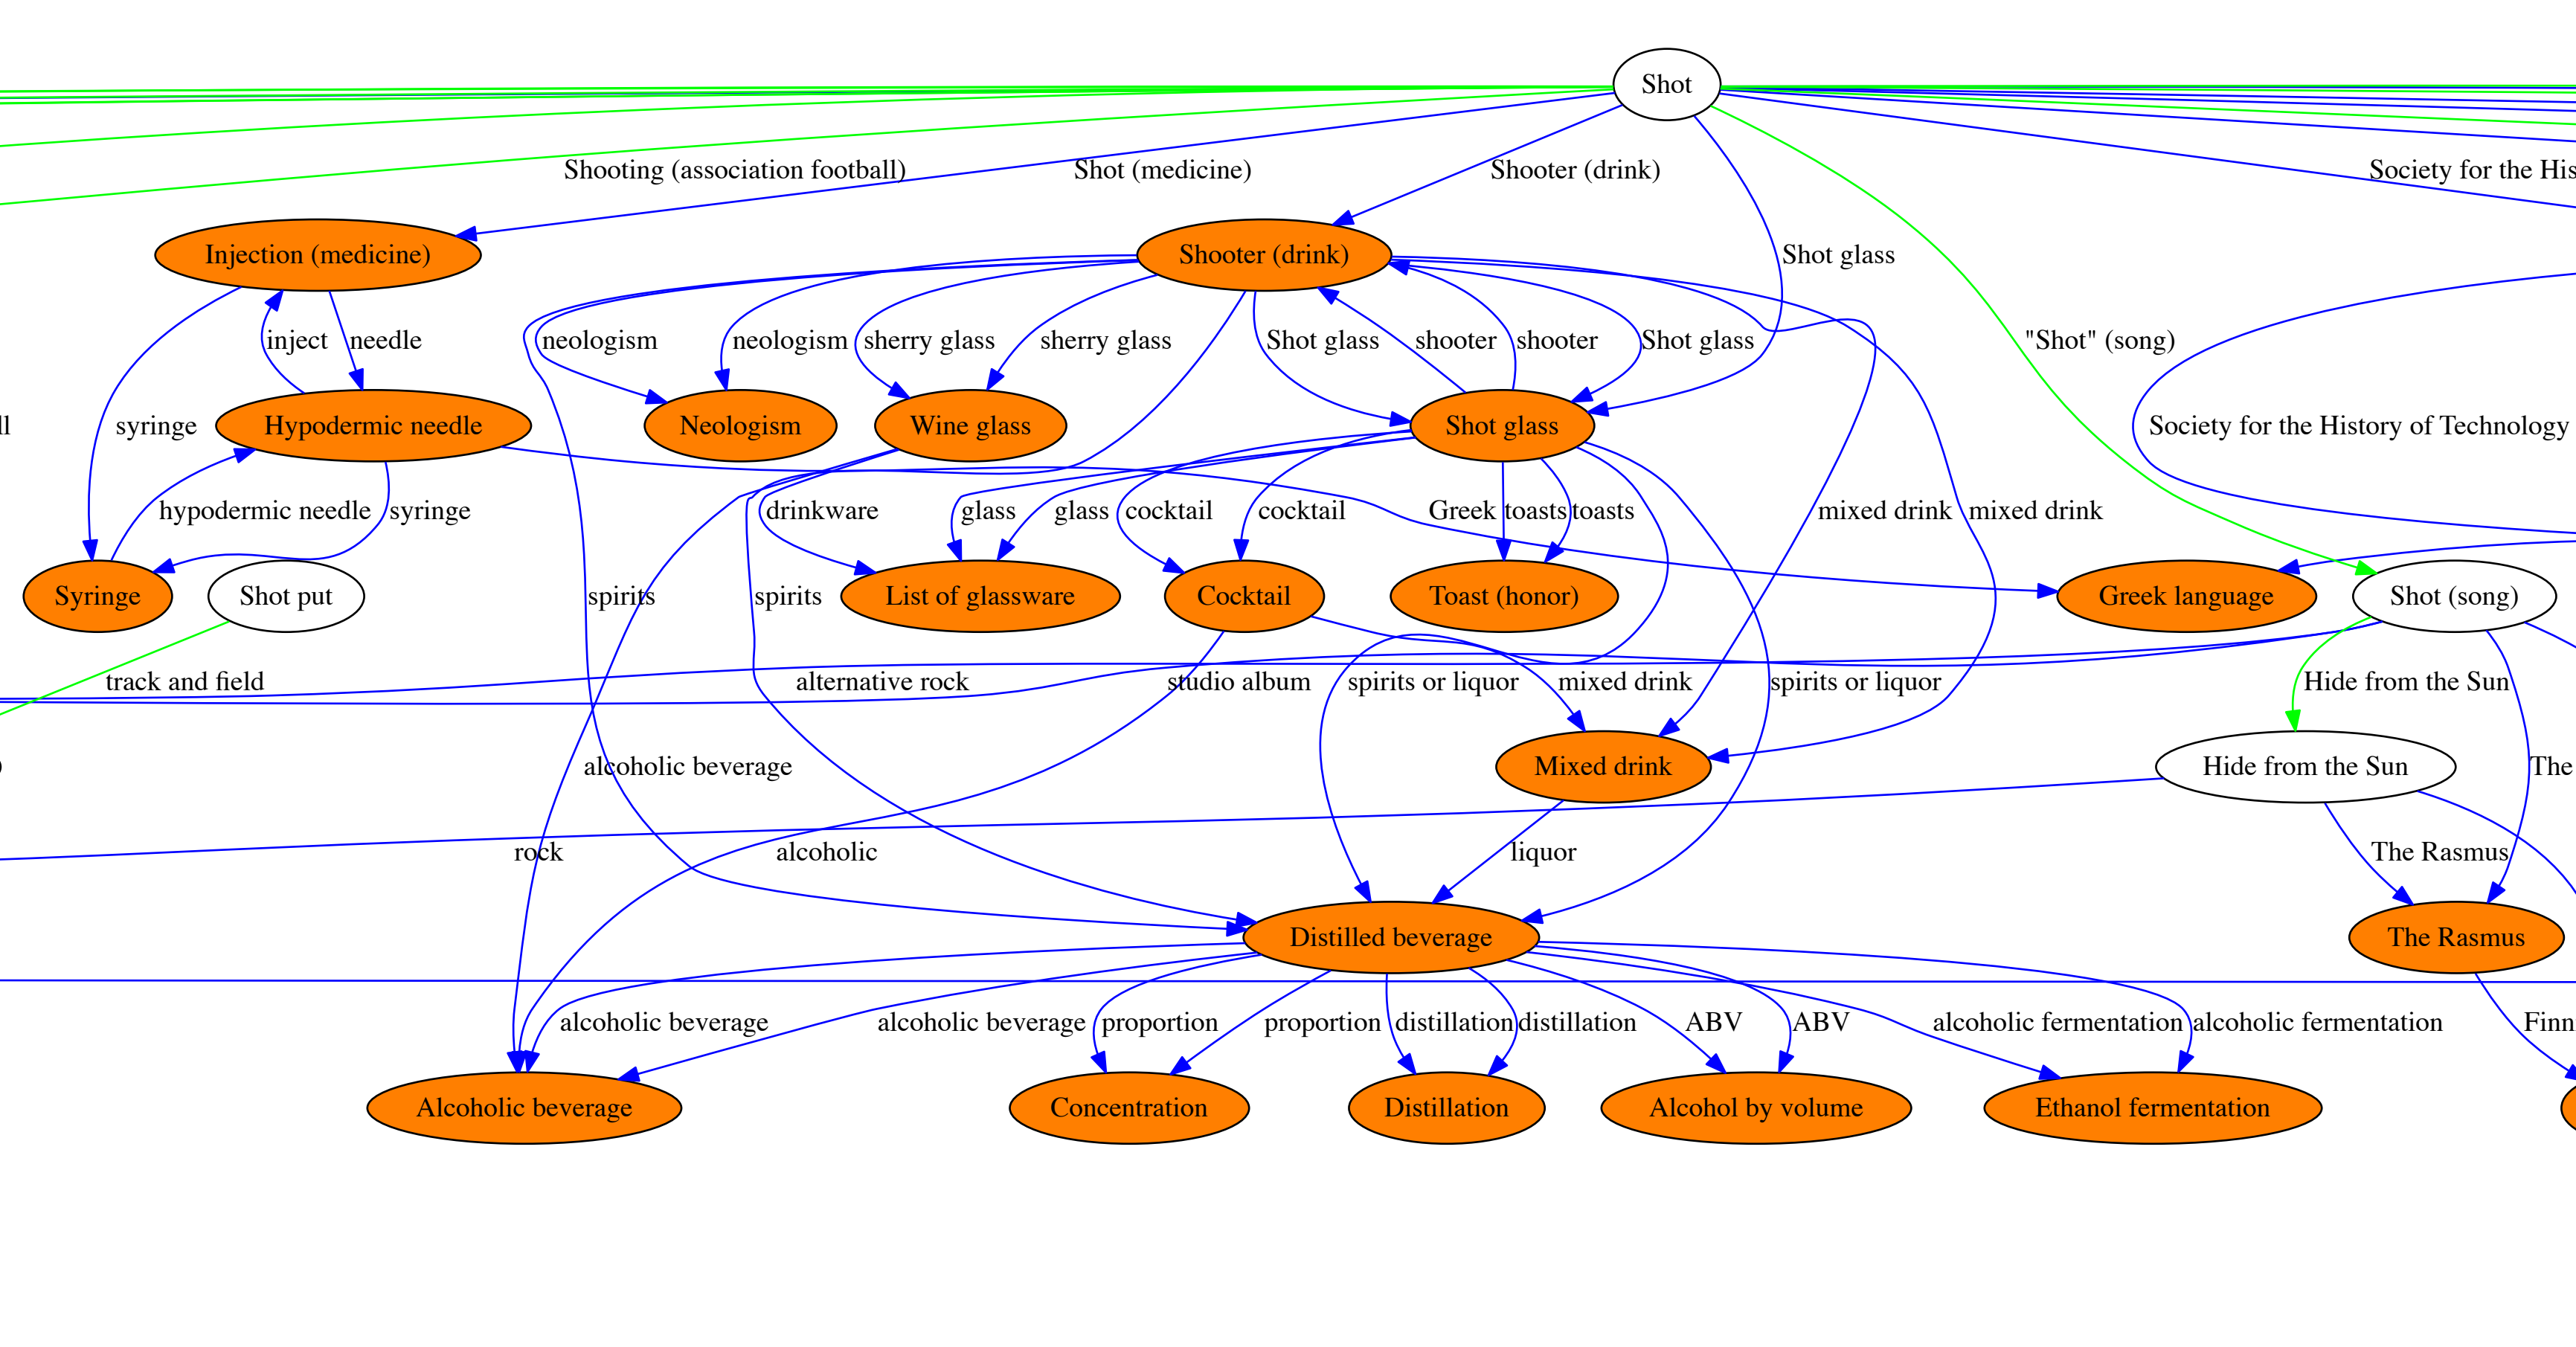 Shot
Shooting (association football)
Shot (medicine)
Shooter (drink)
Society for the His
Injection (medicine)
Shooter (drink)
Shot glass
inject
needle
neologism
neologism
sherry glass
sherry glass
Shot glass
shooter
shooter
Shot glass
"Shot" (song)
ll
syringe
Hypodermic needle
Neologism
Wine glass
Shot glass
Society for the History of Technology
hypodermic needle
syringe
drinkware
glass
glass
cocktail
cocktail
Greek
toasts
toasts
mixed drink
mixed drink
Syringe
Shot put
spirits
spirits
List of glassware
Cocktail
Toast (honor)
Greek language
Shot (song)
track and field
alternative rock
studio album
spirits or liquor
mixed drink
spirits or liquor
Hide from the Sun
)
alcoholic beverage
Mixed drink
Hide from the Sun
The
rock
alcoholic
liquor
The Rasmus
Distilled beverage
The Rasmus
alcoholic beverage
alcoholic beverage
proportion
proportion
distillation
distillation
ABV
ABV
alcoholic fermentation
alcoholic fermentation
Finn
Alcoholic beverage
Concentration
Distillation
Alcohol by volume
Ethanol fermentation